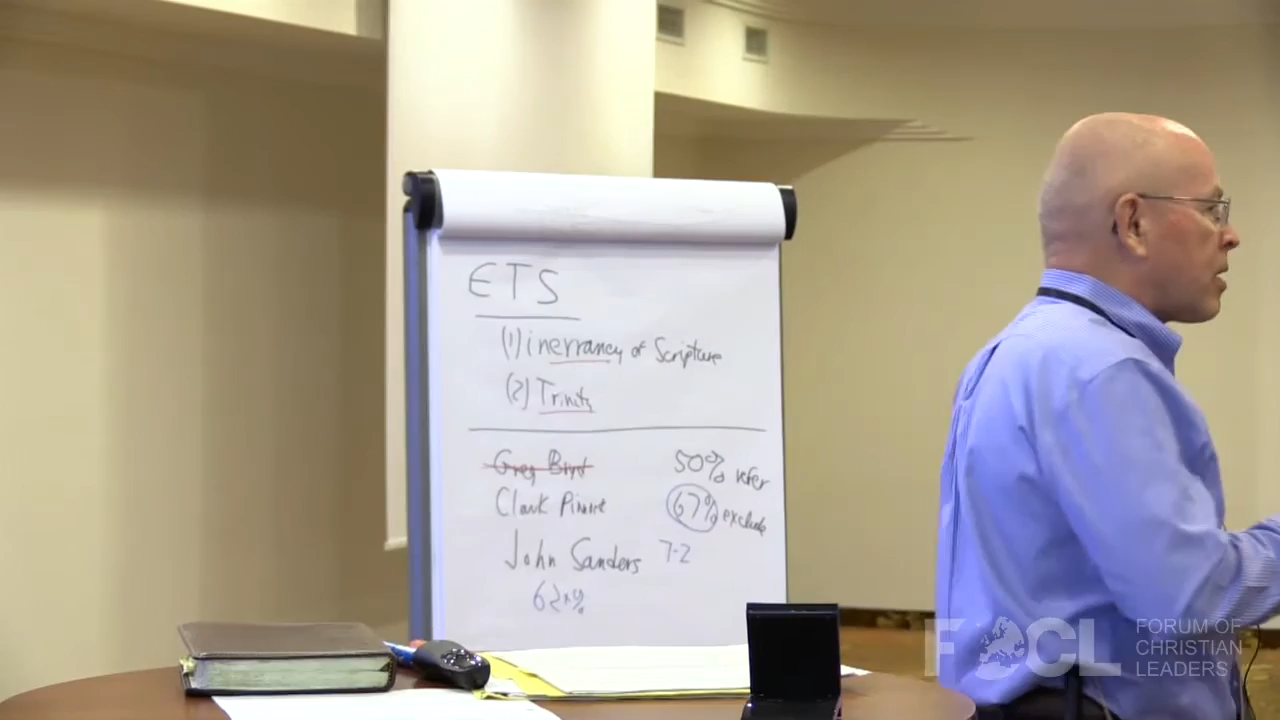 ETS
(1) inerrancy of Scripture
(2) Trinity
Greg Boyd 50% refer
Clark Pinnock 67% exclude
John Sanders 7-2
62
FOCL
FORUM OF
CHRISTIAN
LEADERS